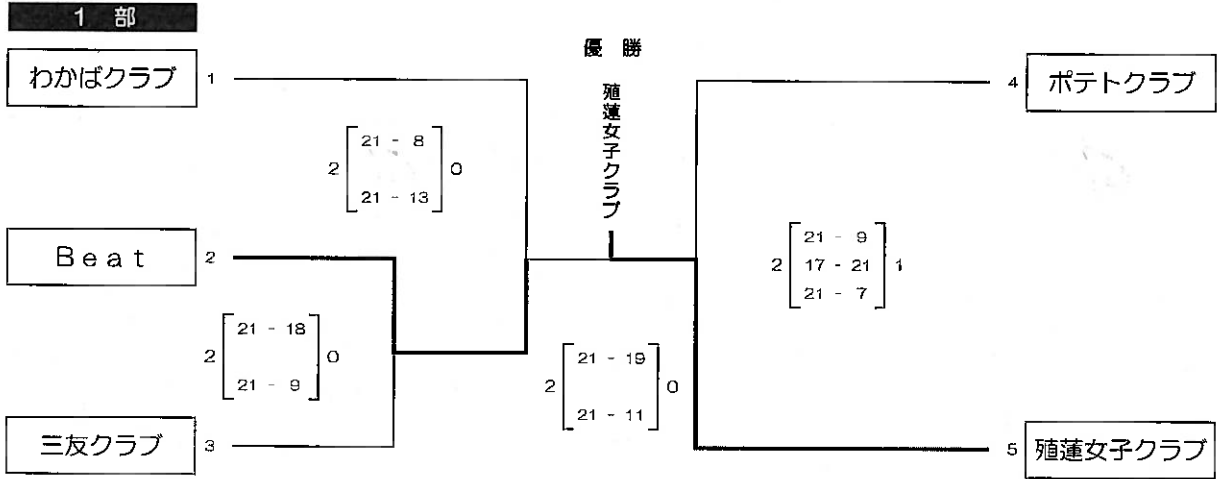 1 部
優 勝
わかばクラブ 1
4 ポテトクラブ
殖蓮女子クラブ
2 [ 21 - 8
21 - 13 ] 0
Beat 2
2 [ 21 - 9
17 - 21
21 - 7 ] 1
2 [ 21 - 18
21 - 9 ] 0
2 [ 21 - 19
21 - 11 ] 0
三友クラブ 3
5 殖蓮女子クラブ